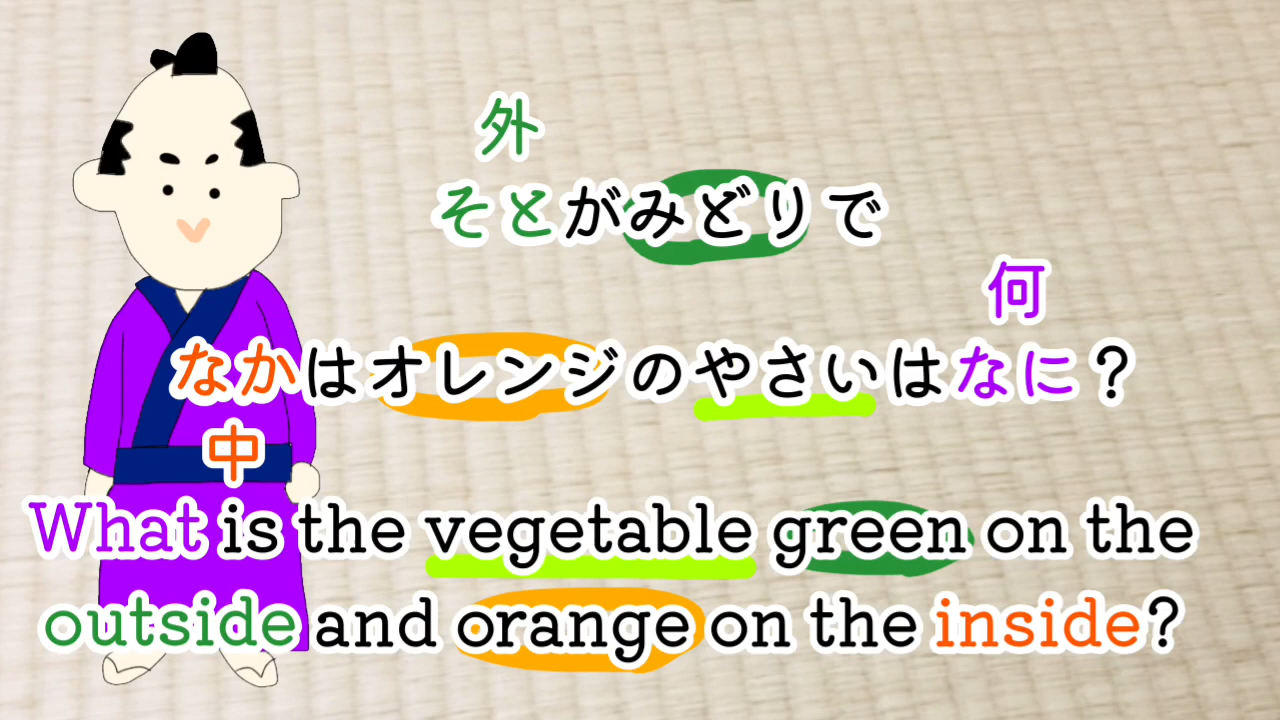 外
そとがみどりで
何
なかはオレンジのやさいはなに？
中
What is the vegetable green on the
outside and orange on the inside?